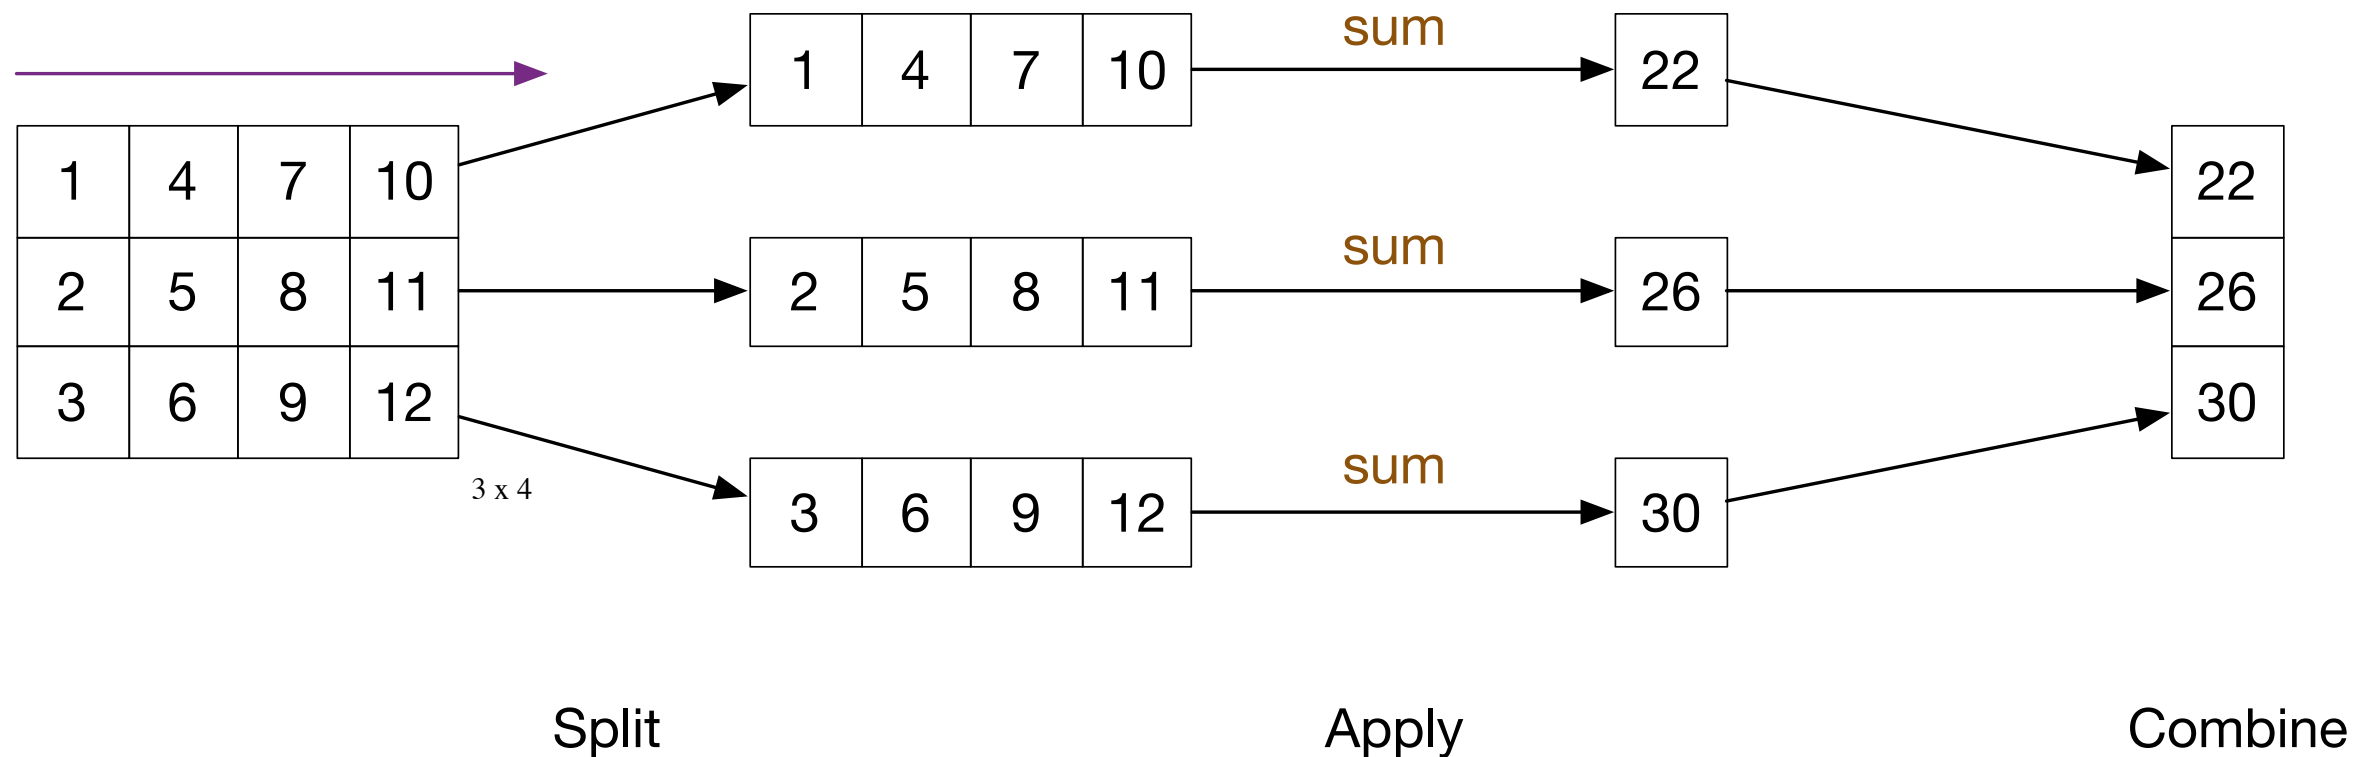 1 4 7 10 sum 22
1 4 7 10 22
2 5 8 11 2 5 8 11 sum 26 26
3 6 9 12 30
3 x 4
3 6 9 12 sum 30
Split Apply Combine